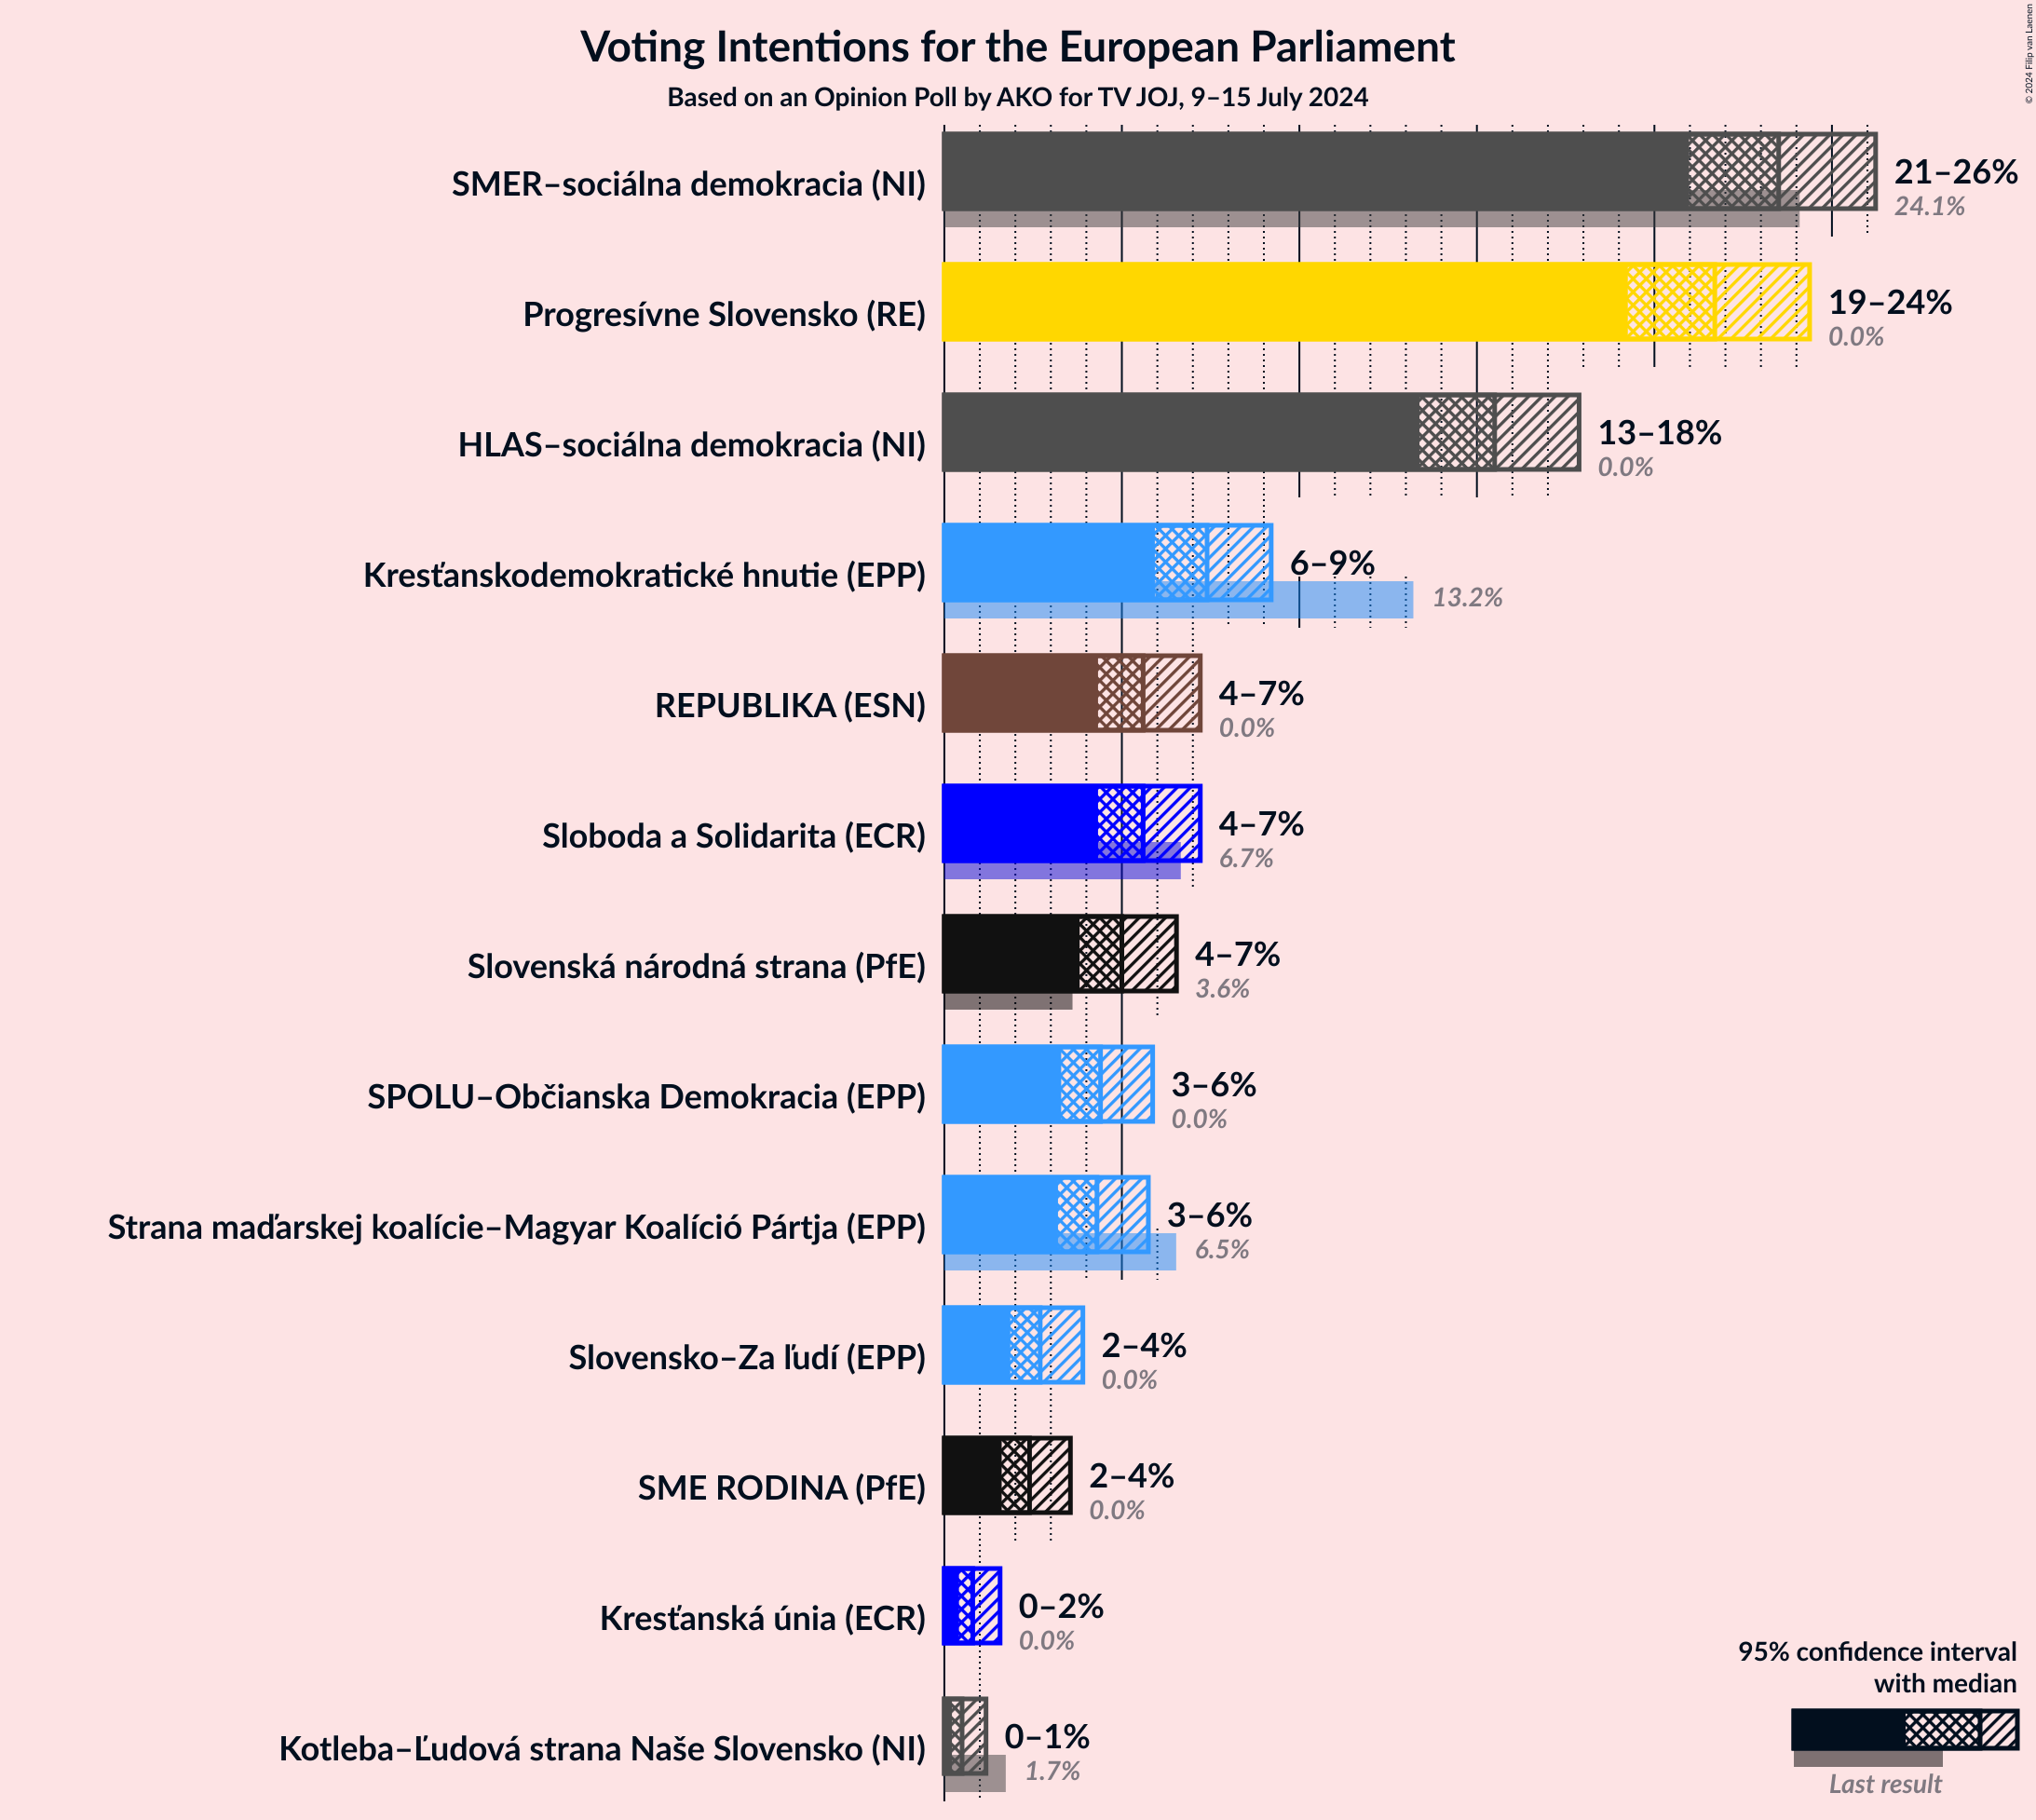 Voting Intentions for the European Parliament
Based on an Opinion Poll by AKO for TV JOJ, 9–15 July 2024
© 2024 Filip van Laenen
SMER–sociálna demokracia (NI)
21–26%
24.1%
Progresívne Slovensko (RE)
19–24%
0.0%
HLAS–sociálna demokracia (NI)
13–18%
0.0%
Kresťanskodemokratické hnutie (EPP)
6–9%
13.2%
REPUBLIKA (ESN)
4–7%
0.0%
Sloboda a Solidarita (ECR)
4–7%
6.7%
Slovenská národná strana (PfE)
4–7%
3.6%
SPOLU–Občianska Demokracia (EPP)
3–6%
0.0%
Strana maďarskej koalície–Magyar Koalíció Pártja (EPP)
3–6%
6.5%
Slovensko–Za ľudí (EPP)
2–4%
0.0%
SME RODINA (PfE)
2–4%
0.0%
Kresťanská únia (ECR)
0–2%
0.0%
Kotleba–Ľudová strana Naše Slovensko (NI)
0–1%
1.7%
95% confidence interval
with median
Last result